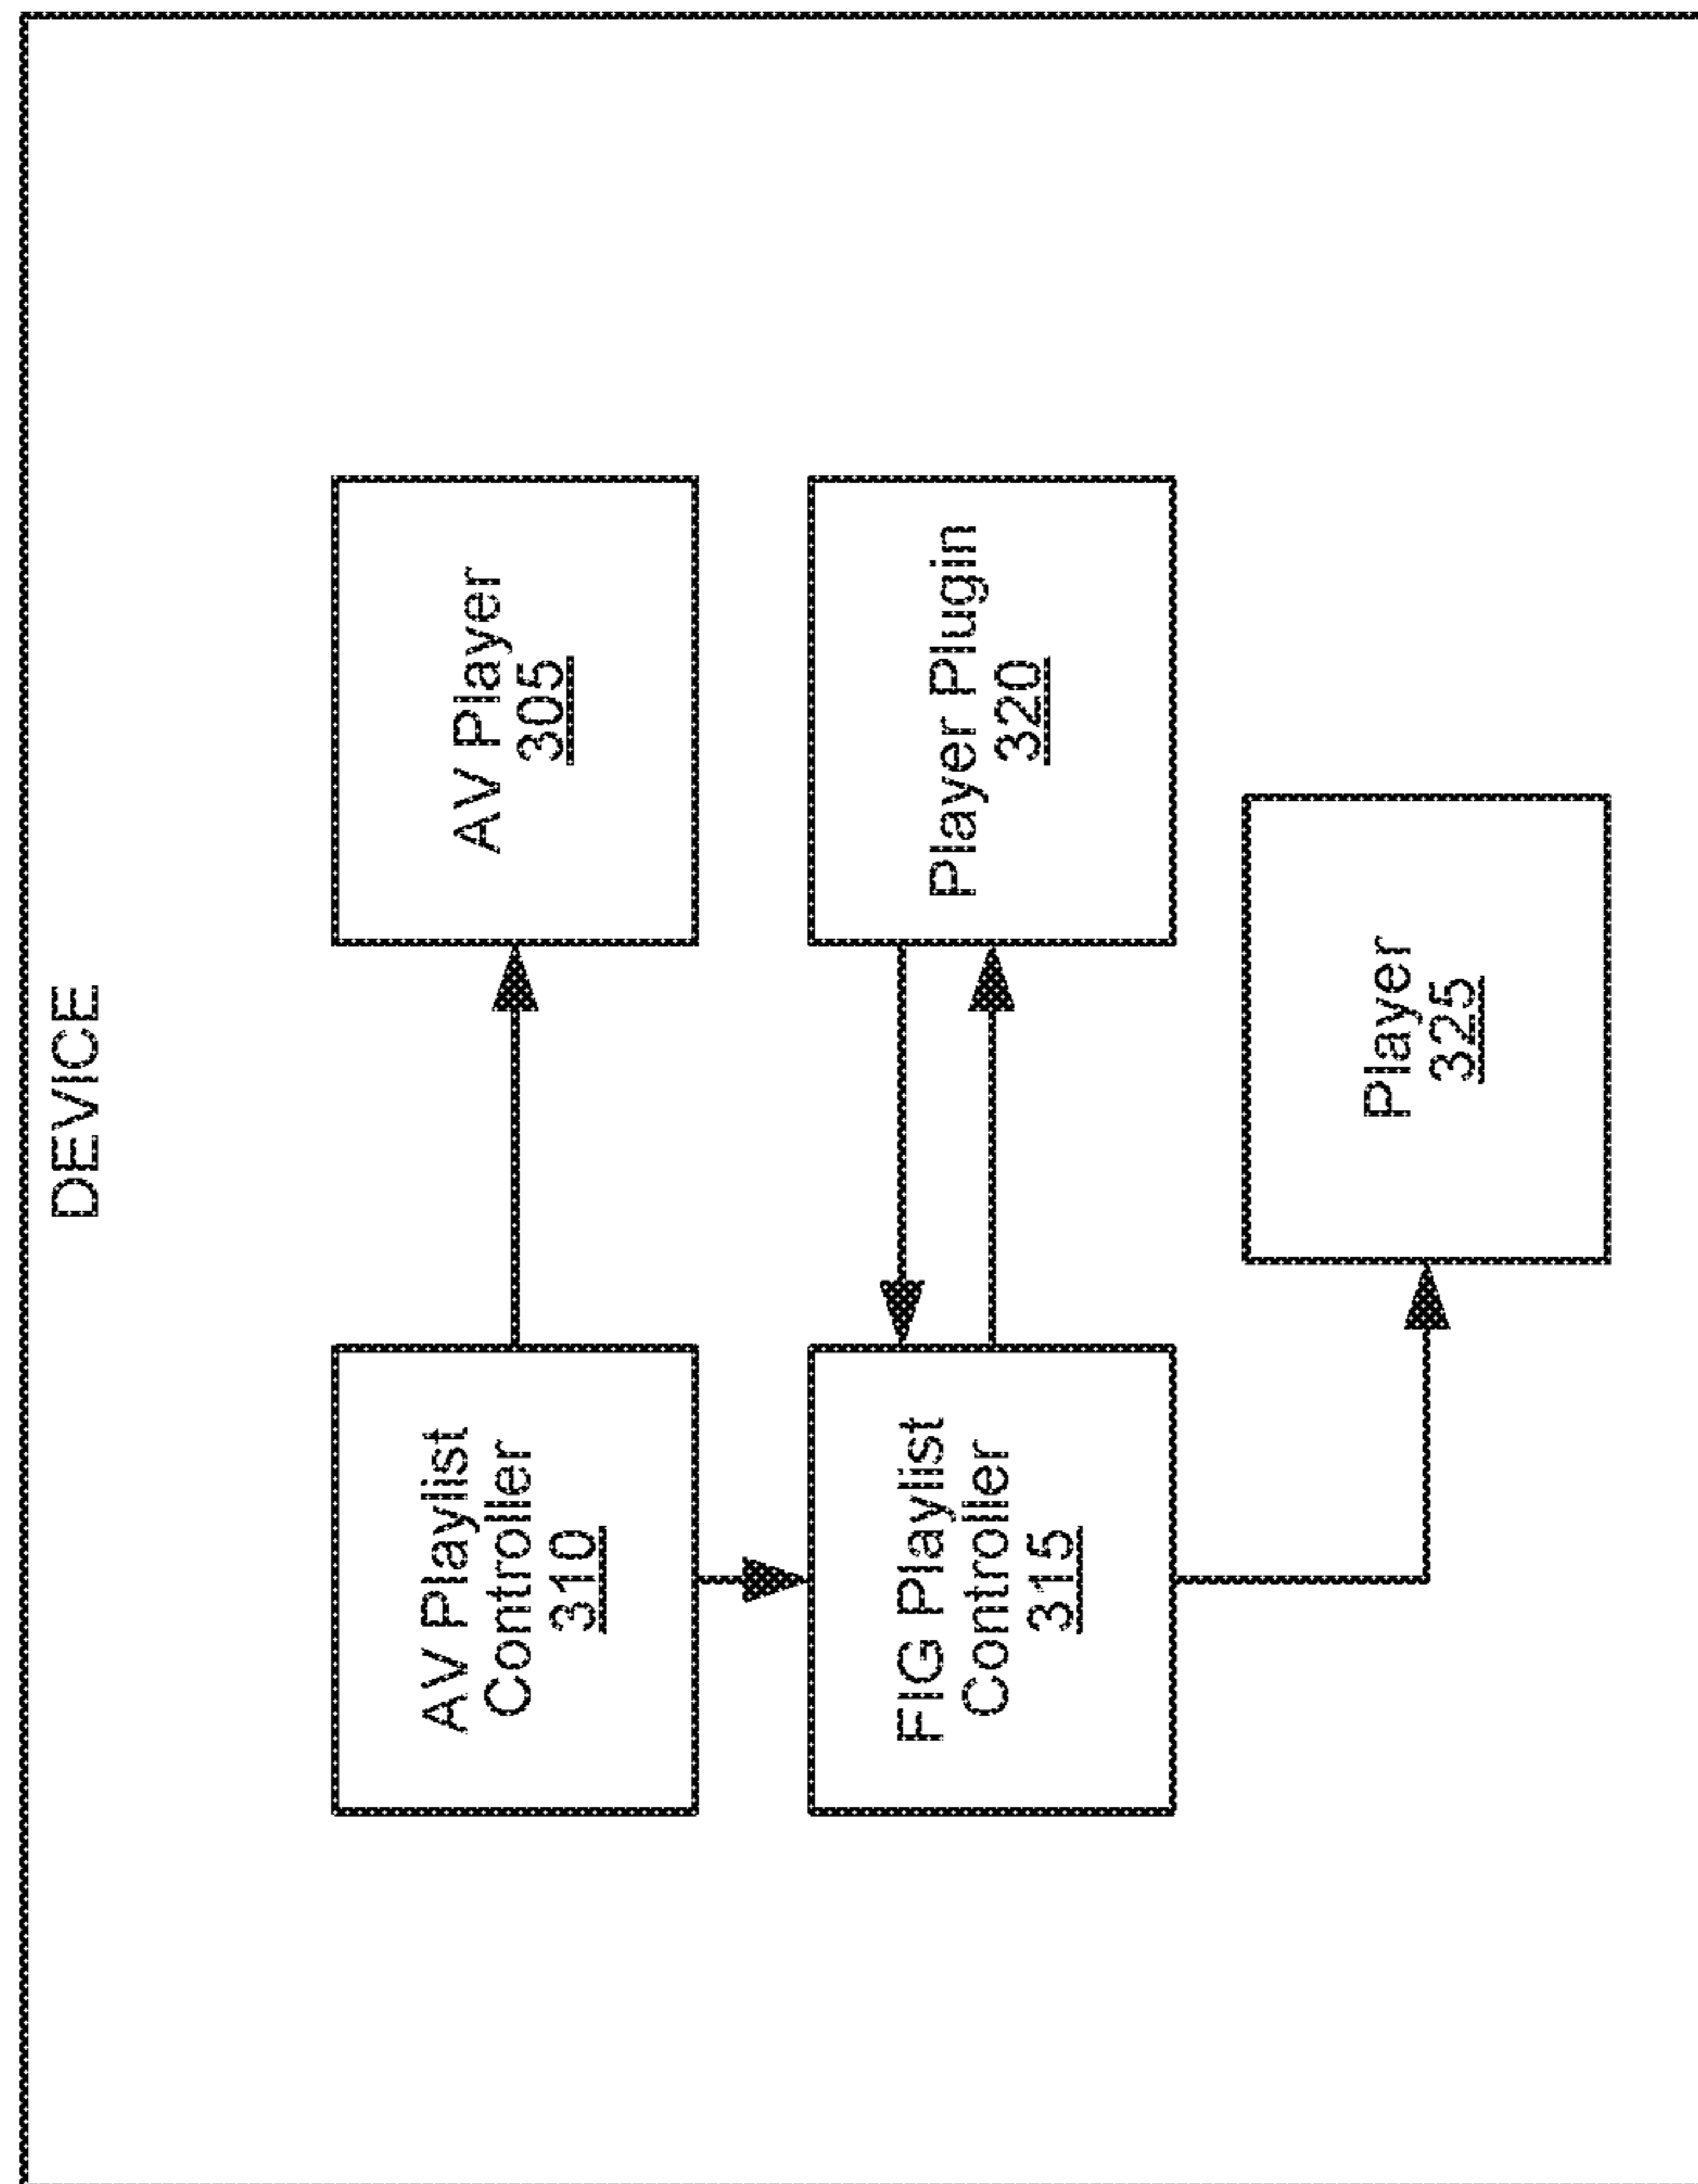 DEVICE
AV Playlist
Controller
310
AV Player
305
FIG Playlist
Controller
315
Player Plugin
320
Player
325